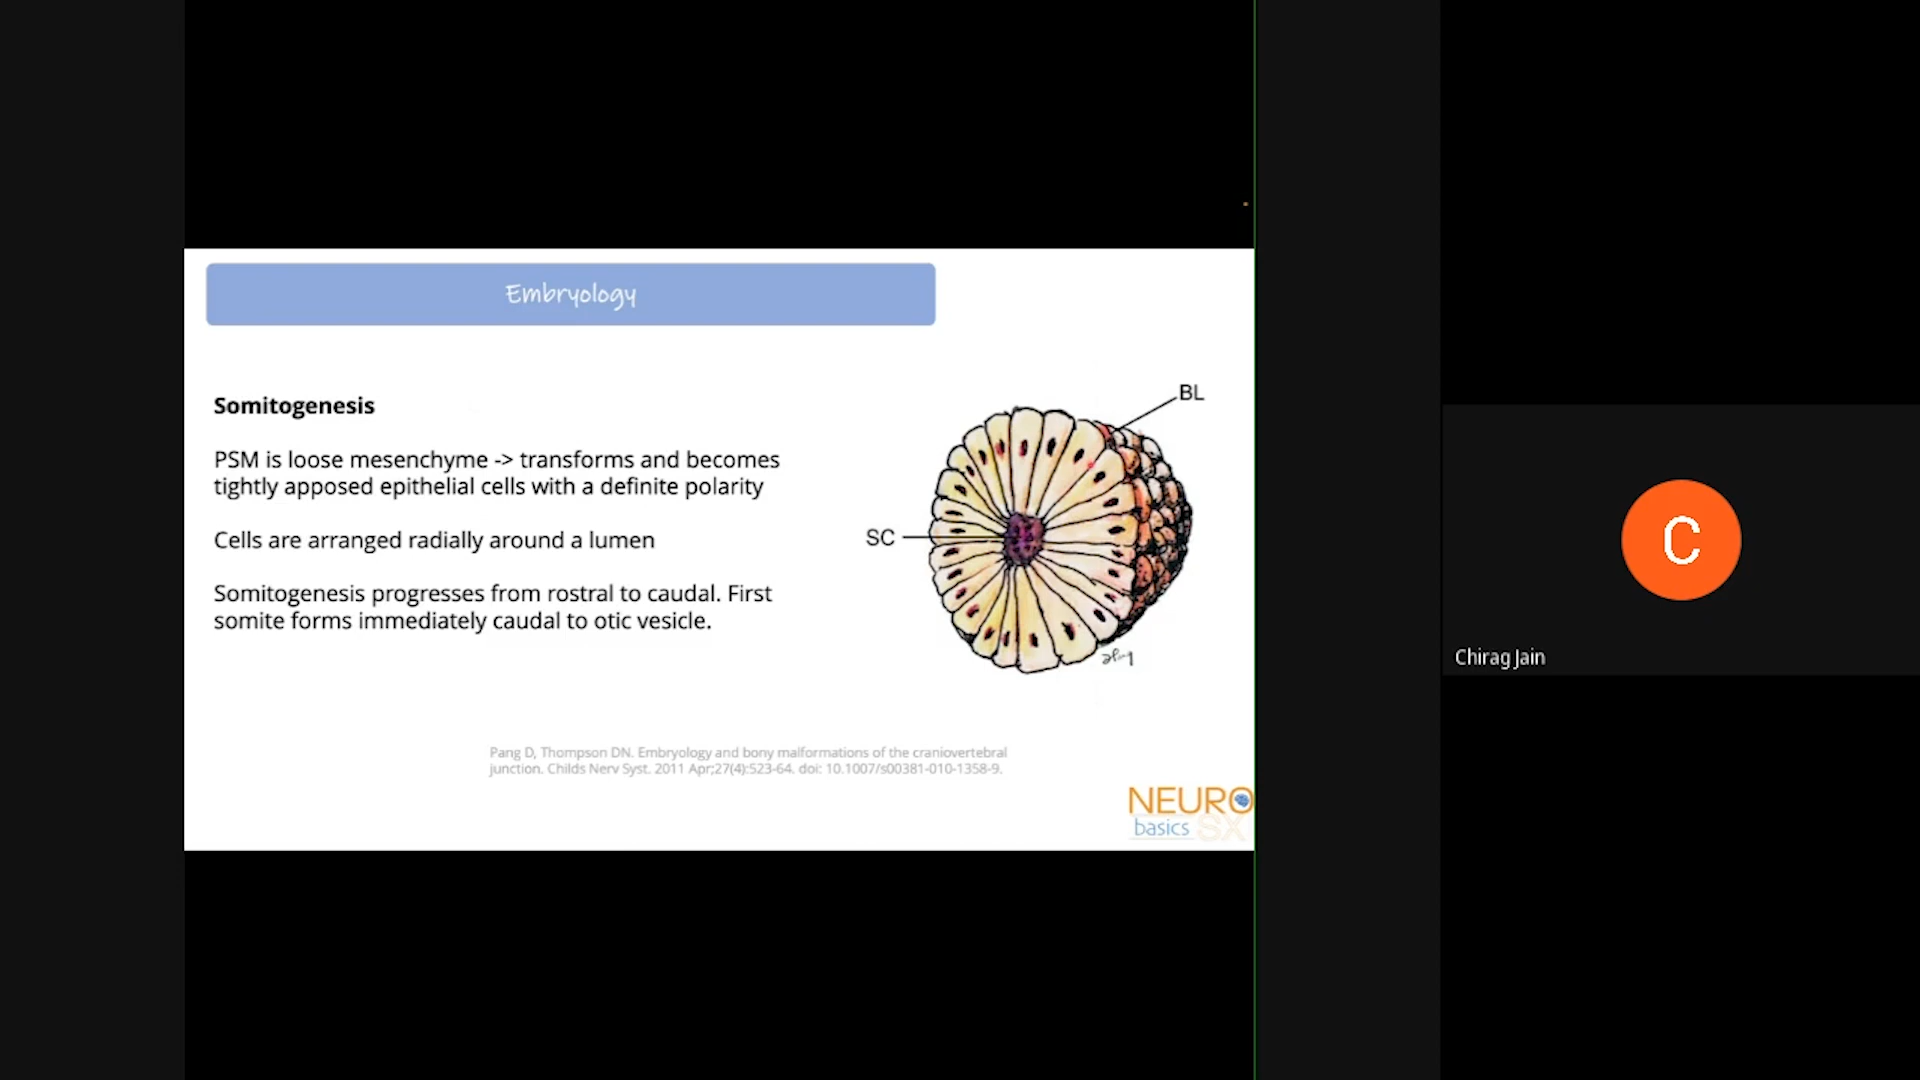 Embryology
Somitogenesis
PSM is loose mesenchyme -> transforms and becomes
tightly apposed epithelial cells with a definite polarity
Cells are arranged radially around a lumen
Somitogenesis progresses from rostral to caudal. First
somite forms immediately caudal to otic vesicle.
BL
SC
Pang D, Thompson DN. Embryology and bony malformations of the craniovertebral
junction. Childs Nerv Syst. 2011 Apr;27(4):523-64. doi: 10.1007/s00381-010-1358-9.
NEURO
basics SX
C
Chirag Jain